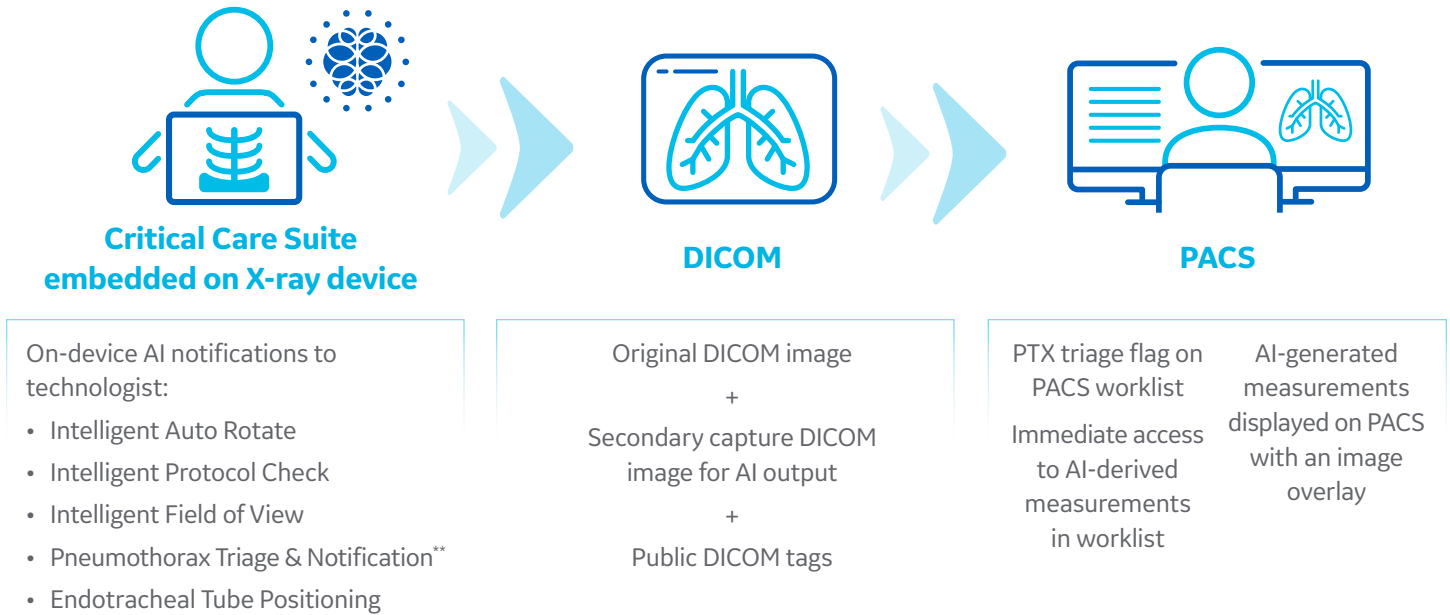 Critical Care Suite
embedded on X-ray device
On-device AI notifications to
technologist:
• Intelligent Auto Rotate
• Intelligent Protocol Check
• Intelligent Field of View
• Pneumothorax Triage & Notification**
• Endotracheal Tube Positioning
DICOM
Original DICOM image
+
Secondary capture DICOM
image for AI output
+
Public DICOM tags
PACS
PTX triage flag on
PACS worklist
Immediate access
to AI-derived
measurements
in worklist
AI-generated
measurements
displayed on PACS
with an image
overlay